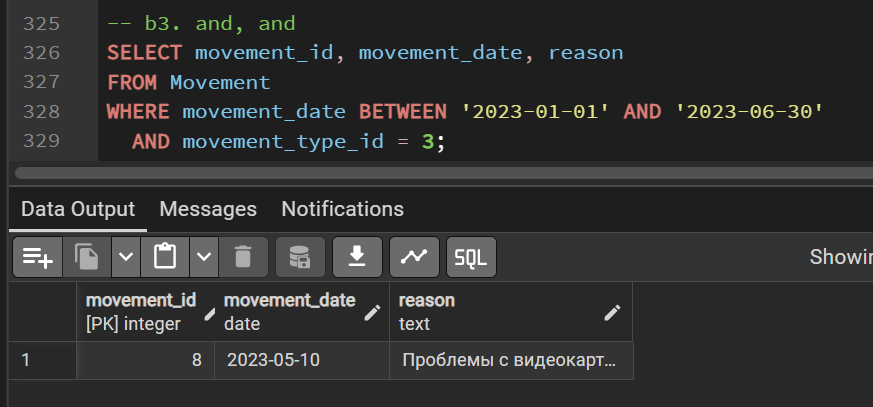 325 -- b3. and, and
326 SELECT movement_id, movement_date, reason
327 FROM Movement
328 WHERE movement_date BETWEEN '2023-01-01' AND '2023-06-30'
329 AND movement_type_id = 3;
Data Output Messages Notifications
SQL Showin
movement_id movement_date reason
[PK] integer date text
1 8 2023-05-10 Проблемы с видеокарт...